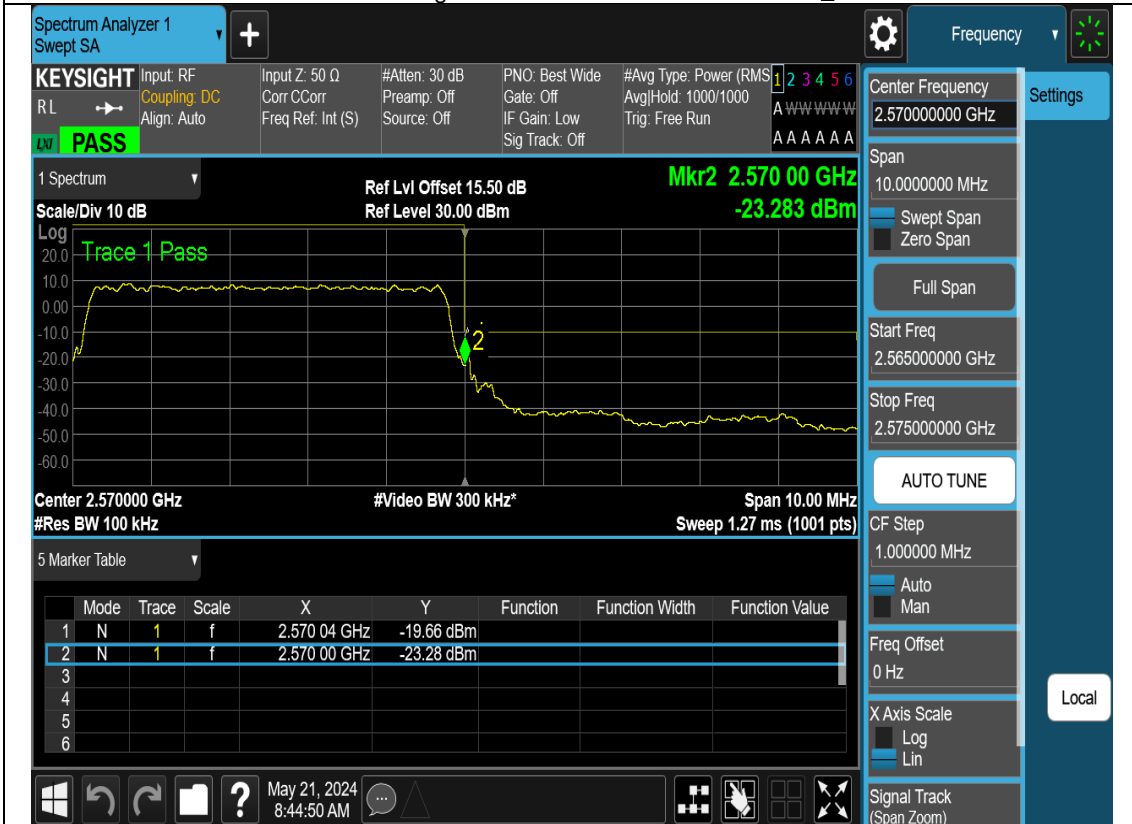 Spectrum Analyzer 1
Swept SA
+
Frequency
KEYSIGHT
RL
LXI
PASS
Input: RF
Coupling: DC
Align: Auto
Input Z: 50 Ω
Corr CCorr
Freq Ref: Int (S)
#Atten: 30 dB
Preamp: Off
Source: Off
PNO: Best Wide
Gate: Off
IF Gain: Low
Sig Track: Off
#Avg Type: Power (RMS
Avg|Hold: 1000/1000
Trig: Free Run
1 2 3 4 5 6
A W W W W W
A A A A A A
1 Spectrum
Scale/Div 10 dB
Ref Lvl Offset 15.50 dB
Ref Level 30.00 dBm
Mkr2 2.570 00 GHz
-23.283 dBm
Log
Trace 1 Pass
20.0
10.0
0.00
-10.0
-20.0
-30.0
-40.0
-50.0
-60.0
2
Center 2.570000 GHz
#Video BW 300 kHz*
Span 10.00 MHz
#Res BW 100 kHz
Sweep 1.27 ms (1001 pts)
5 Marker Table
Mode Trace Scale X Y Function Function Width Function Value
1 N 1 f 2.570 04 GHz -19.66 dBm
2 N 1 f 2.570 00 GHz -23.28 dBm
3
4
5
6
?
May 21, 2024
8:44:50 AM
Center Frequency
2.570000000 GHz
Settings
Span
10.0000000 MHz
Swept Span
Zero Span
Full Span
Start Freq
2.565000000 GHz
Stop Freq
2.575000000 GHz
AUTO TUNE
CF Step
1.000000 MHz
Auto
Man
Freq Offset
0 Hz
Local
X Axis Scale
Log
Lin
Signal Track
(Span Zoom)